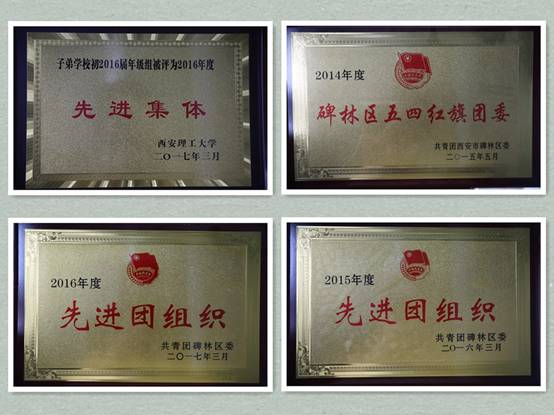 子弟学校初2016届年级组被评为2016年度
先进集体
西安理工大学
二〇一七年三月
2014年度
碑林区五四红旗团委
共青团西安市碑林区委
二〇一五年五月
2016年度
先进团组织
共青团碑林区委
二〇一七年三月
2015年度
先进团组织
共青团碑林区委
二〇一六年三月